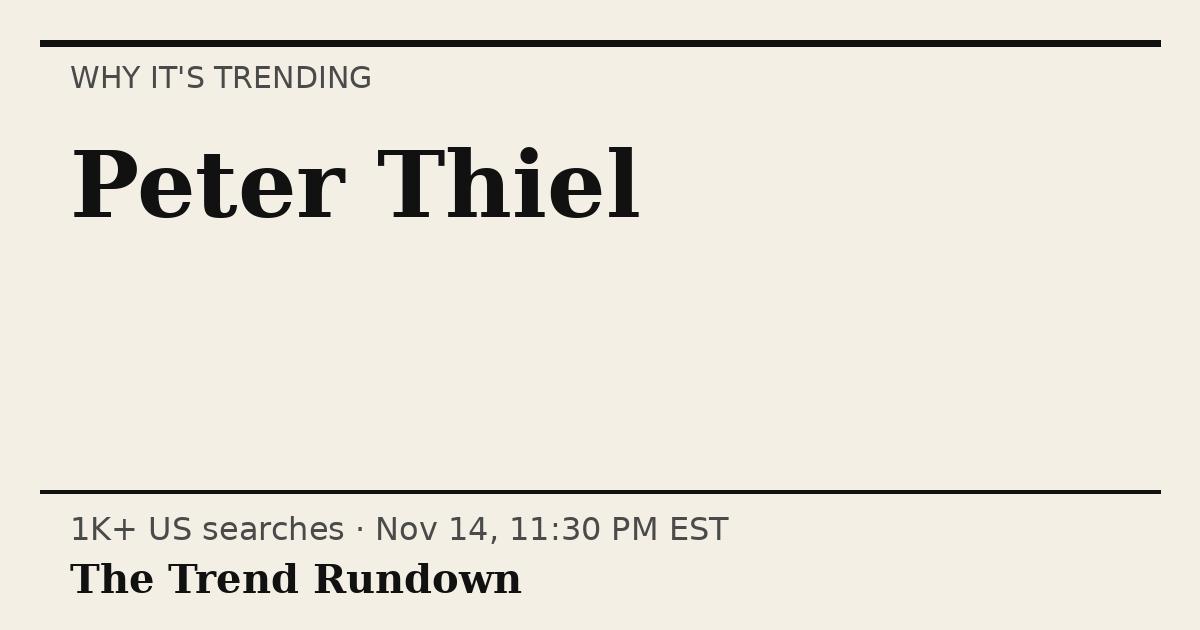 WHY IT'S TRENDING
Peter Thiel
1K+ US searches · Nov 14, 11:30 PM EST
The Trend Rundown